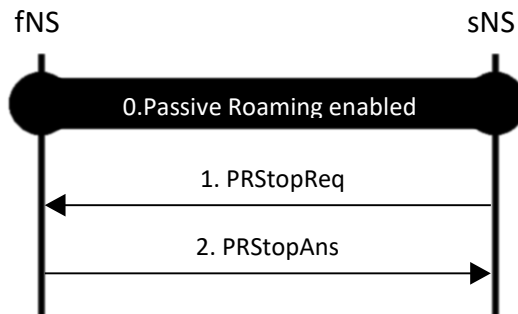 fNS sNS
0.Passive Roaming enabled
1. PRStopReq
2. PRStopAns